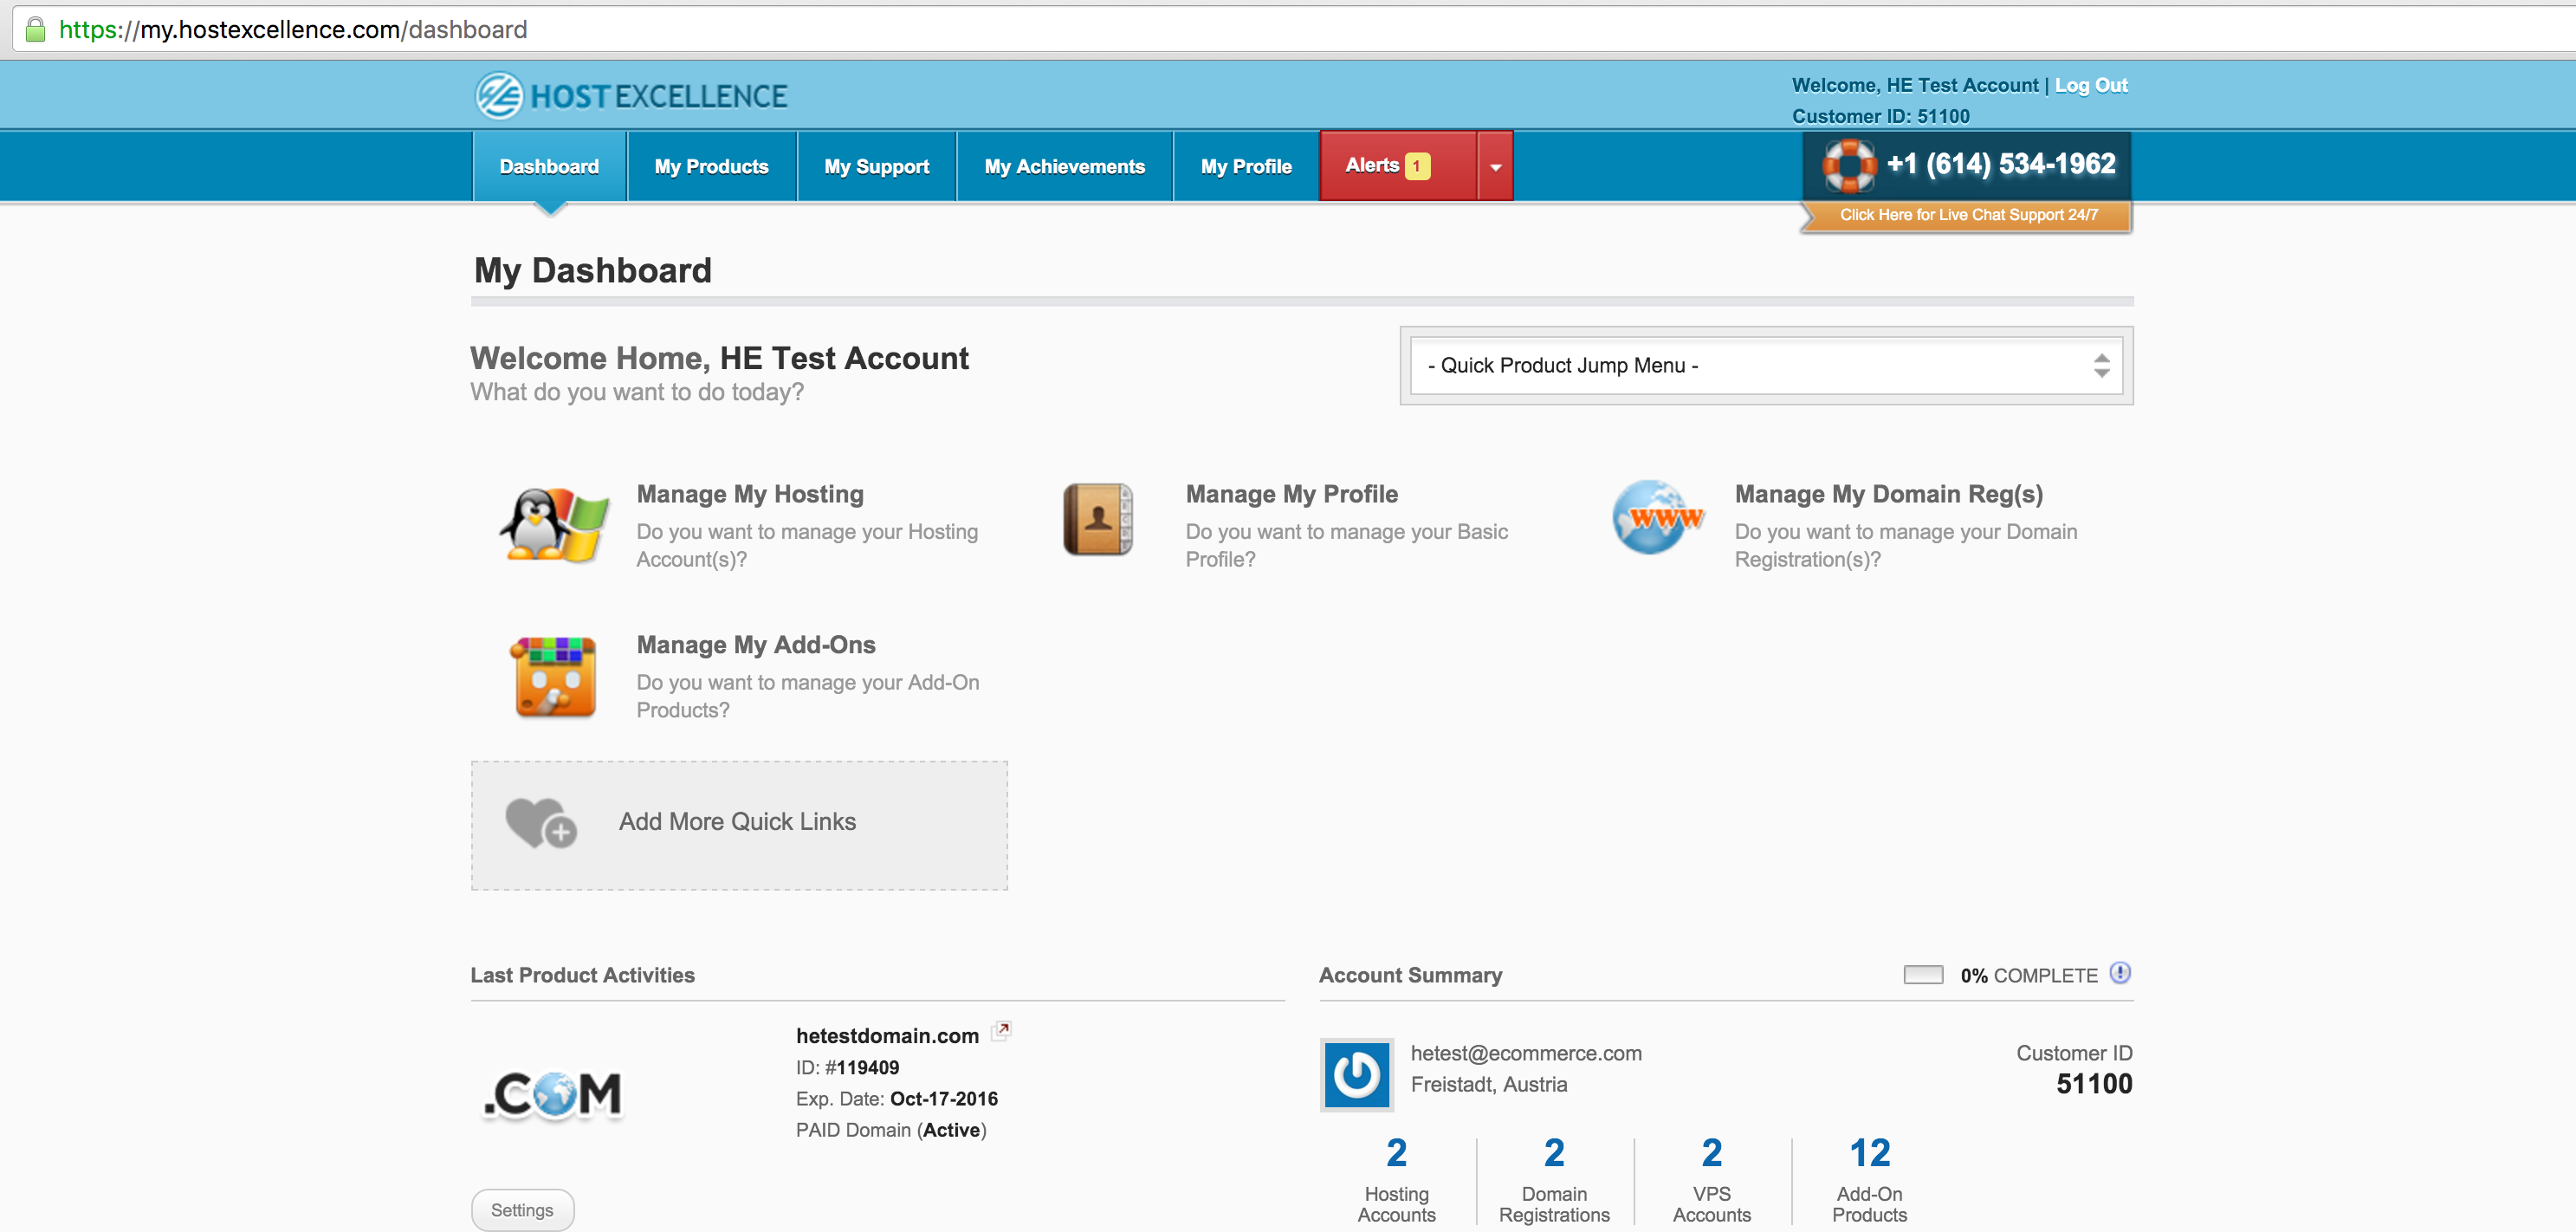 https://my.hostexcellence.com/dashboard
HOSTEXCELLENCE
Welcome, HE Test Account | Log Out
Customer ID: 51100
Dashboard
My Products
My Support
My Achievements
My Profile
Alerts 1
+1 (614) 534-1962
Click Here for Live Chat Support 24/7
My Dashboard
Welcome Home, HE Test Account
What do you want to do today?
- Quick Product Jump Menu -
Manage My Hosting
Do you want to manage your Hosting
Account(s)?
Manage My Profile
Do you want to manage your Basic
Profile?
www
Manage My Domain Reg(s)
Do you want to manage your Domain
Registration(s)?
Manage My Add-Ons
Do you want to manage your Add-On
Products?
Add More Quick Links
Last Product Activities
.COM
hetestdomain.com
ID: #119409
Exp. Date: Oct-17-2016
PAID Domain (Active)
Settings
Account Summary
0% COMPLETE
hetest@ecommerce.com
Freistadt, Austria
Customer ID
51100
2
Hosting
Accounts
2
Domain
Registrations
2
VPS
Accounts
12
Add-On
Products